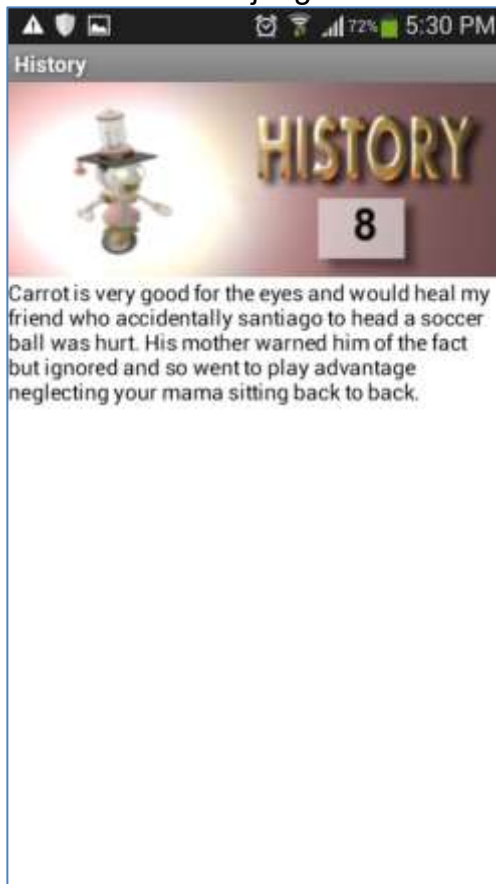 72% 5:30 PM
History
HISTORY
8
Carrot is very good for the eyes and would heal my
friend who accidentally santiago to head a soccer
ball was hurt. His mother warned him of the fact
but ignored and so went to play advantage
neglecting your mama sitting back to back.